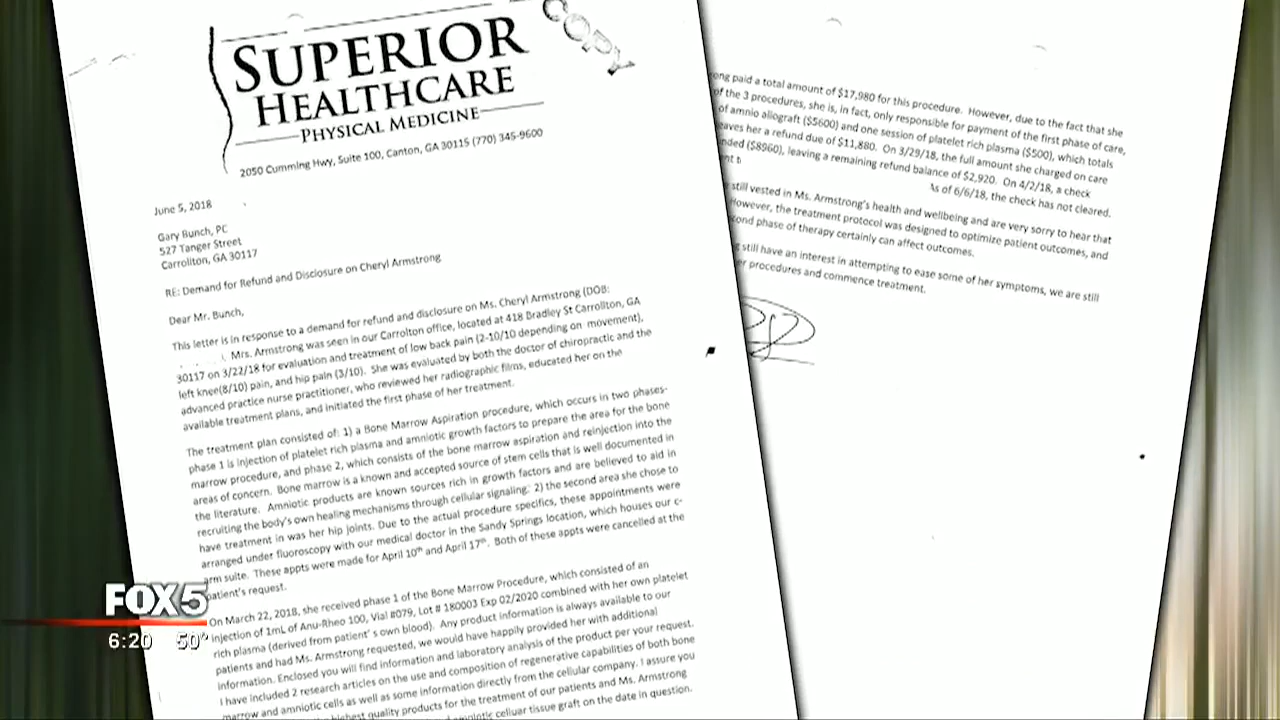 COPY
SUPERIOR
HEALTHCARE
PHYSICAL MEDICINE
2050 Cumming Hwy, Suite 100, Canton, GA 30115 (770) 345-9600
June 5, 2018
Gary Bunch, PC
527 Tanger Street
Carrollton, GA 30117
RE: Demand for Refund and Disclosure on Cheryl Armstrong
Dear Mr. Bunch,
This letter is in response to a demand for refund and disclosure on Ms. Cheryl Armstrong (DOB:
Mrs. Armstrong was seen in our Carrolton office, located at 418 Bradley St Carrollton, GA
30117 on 3/22/18 for evaluation and treatment of low back pain (2-10/10 depending on movement),
left knee(8/10) pain, and hip pain (3/10). She was evaluated by both the doctor of chiropractic and the
advanced practice nurse practitioner, who reviewed her radiographic films, educated her on the
available treatment plans, and initiated the first phase of her treatment.
The treatment plan consisted of: 1) a Bone Marrow Aspiration procedure, which occurs in two phases-
phase 1 is injection of platelet rich plasma and amniotic growth factors to prepare the area for the bone
marrow procedure, and phase 2, which consists of the bone marrow aspiration and reinjection into the
areas of concern. Bone marrow is a known and accepted source of stem cells that is well documented in
the literature. Amniotic products are known sources rich in growth factors and are believed to aid in
recruiting the body's own healing mechanisms through cellular signaling. 2) the second area she chose to
have treatment in was her hip joints. Due to the actual procedure specifics, these appointments were
arranged under fluoroscopy with our medical doctor in the Sandy Springs location, which houses our c-
arm suite. These appts were made for April 10th and April 17th. Both of these appts were cancelled at the
patient's request.
On March 22, 2018, she received phase 1 of the Bone Marrow Procedure, which consisted of an
injection of 1mL of Anu-Rheo 100, Vial #079, Lot # 180003 Exp 02/2020 combined with her own platelet
rich plasma (derived from patient's own blood). Any product information is always available to our
patients and had Ms. Armstrong requested, we would have happily provided her with additional
information. Enclosed you will find information and laboratory analysis of the product per your request.
I have included 2 research articles on the use and composition of regenerative capabilities of both bone
marrow and amniotic cells as well as some information directly from the cellular company. I assure you
highest quality products for the treatment of our patients and Ms. Armstrong
amniotic celluar tissue graft on the date in question.
ong paid a total amount of $17,980 for this procedure. However, due to the fact that she
of the 3 procedures, she is, in fact, only responsible for payment of the first phase of care,
of amnio allograft ($5600) and one session of platelet rich plasma ($500), which totals
eaves her a refund due of $11,880. On 3/29/18, the full amount she charged on care
nded ($8960), leaving a remaining refund balance of $2,920. On 4/2/18, a check
As of 6/6/18, the check has not cleared.
still vested in Ms. Armstrong's health and wellbeing and are very sorry to hear that
However, the treatment protocol was designed to optimize patient outcomes, and
cond phase of therapy certainly can affect outcomes.
still have an interest in attempting to ease some of her symptoms, we are still
er procedures and commence treatment.
FOX 5
6:20 50°